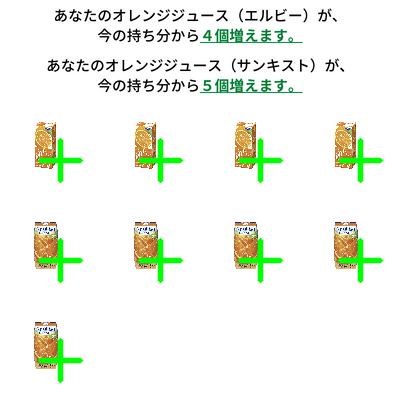 あなたのオレンジジュース（エルビー）が、
今の持ち分から４個増えます。
あなたのオレンジジュース（サンキスト）が、
今の持ち分から５個増えます。